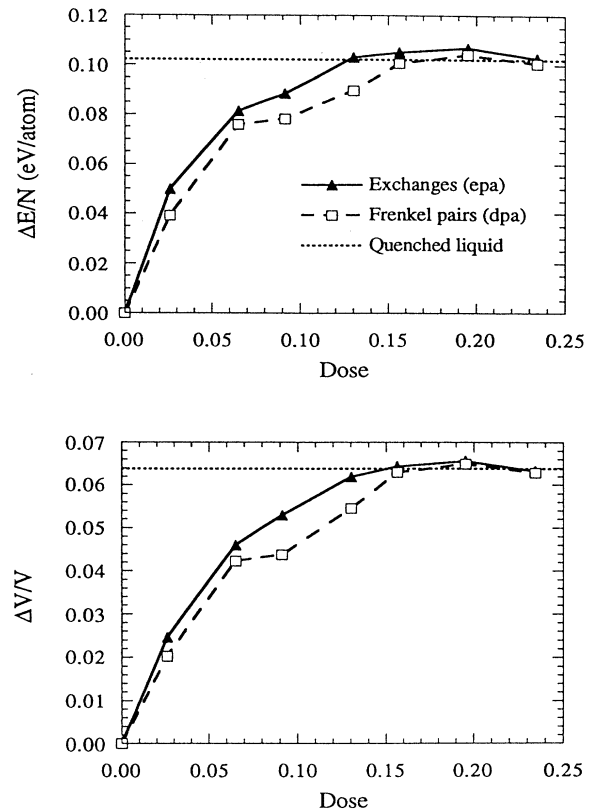 0.12
0.10
0.08
0.06
0.04
0.02
0.00
ΔE/N (eV/atom)
Exchanges (epa)
Frenkel pairs (dpa)
Quenched liquid
0.00 0.05 0.10 0.15 0.20 0.25
Dose
0.07
0.06
0.05
0.04
0.03
0.02
0.01
0.00
ΔV/V
0.00 0.05 0.10 0.15 0.20 0.25
Dose